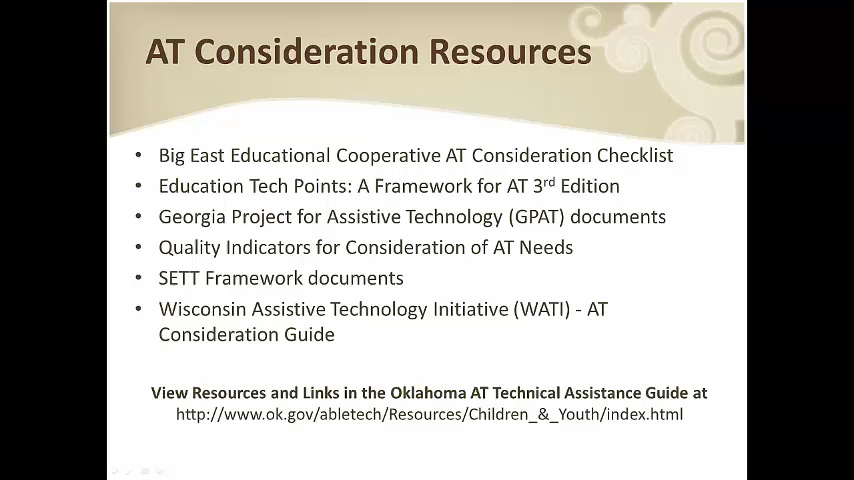 AT Consideration Resources
• Big East Educational Cooperative AT Consideration Checklist
• Education Tech Points: A Framework for AT 3rd Edition
• Georgia Project for Assistive Technology (GPAT) documents
• Quality Indicators for Consideration of AT Needs
• SETT Framework documents
• Wisconsin Assistive Technology Initiative (WATI) - AT
Consideration Guide
View Resources and Links in the Oklahoma AT Technical Assistance Guide at
http://www.ok.gov/abletech/Resources/Children_&_Youth/index.html